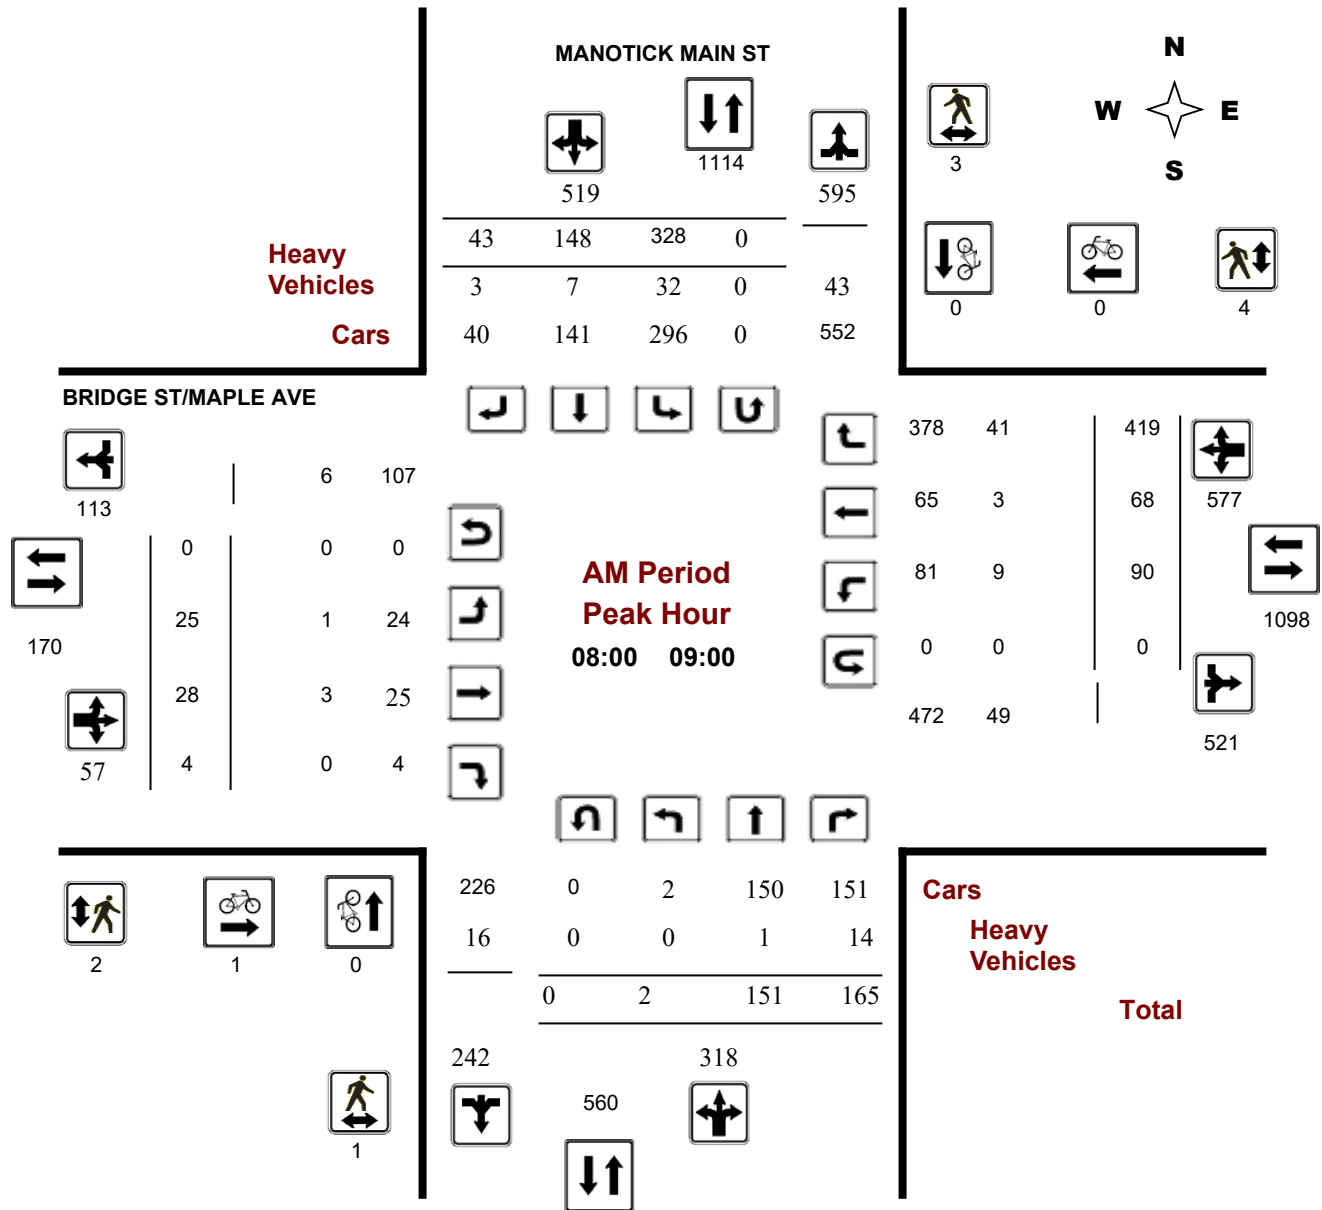 MANOTICK MAIN ST
N
W E
S
1114
3
519
595
43 148 328 0
Heavy
Vehicles
3 7 32 0 43
0 0 4
Cars
40 141 296 0 552
BRIDGE ST/MAPLE AVE
378 41 419
6 107
113
65 3 68 577
0 0 0
AM Period
81 9 90
Peak Hour
25 1 24
1098
170
08:00 09:00
0 0 0
28 3 25
472 49
521
57 4 0 4
226 0 2 150 151
Cars
16 0 0 1 14
Heavy
Vehicles
2 1 0
0 2 151 165
Total
242 318
560
1